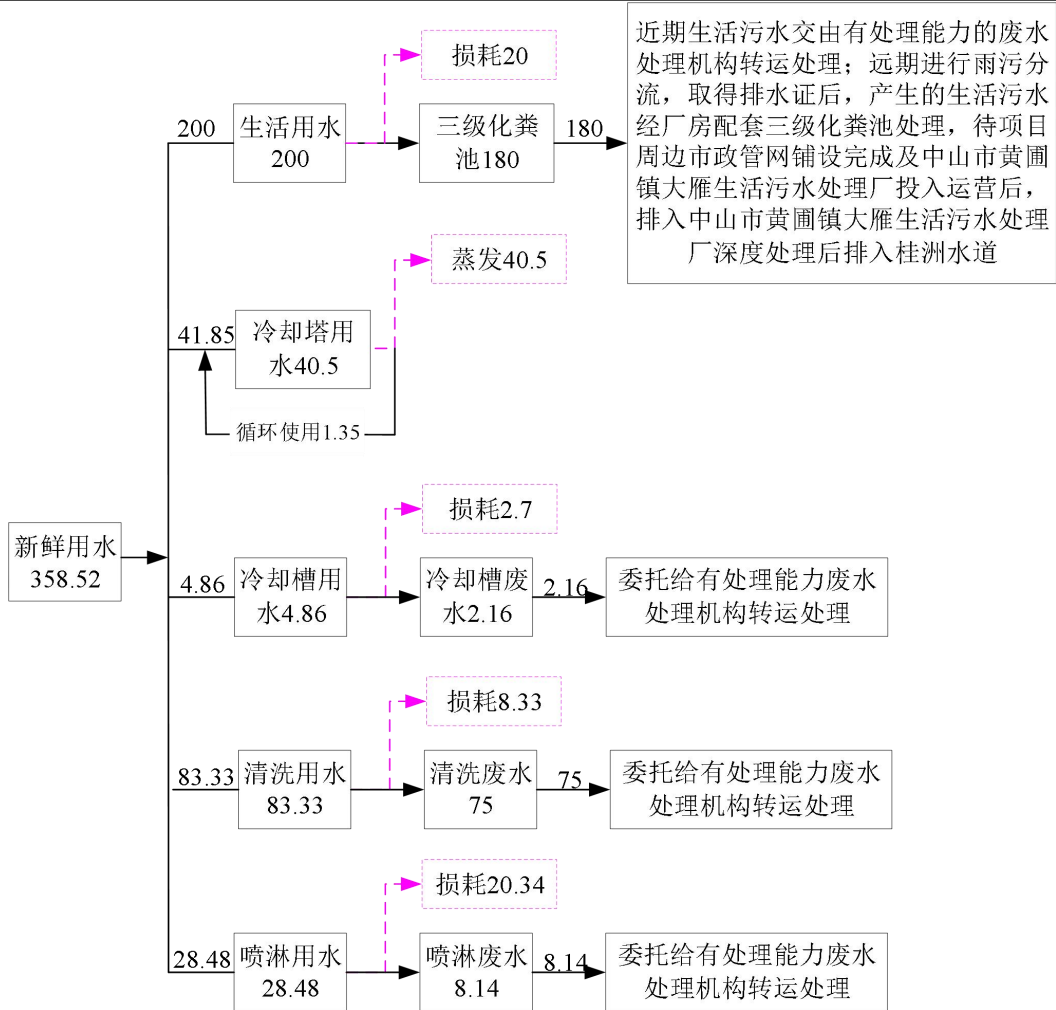 损耗20
近期生活污水交由有处理能力的废水
处理机构转运处理；远期进行雨污分
流，取得排水证后，产生的生活污水
经厂房配套三级化粪池处理，待项目
周边市政管网铺设完成及中山市黄圃
镇大雁生活污水处理厂投入运营后，
排入中山市黄圃镇大雁生活污水处理
厂深度处理后排入桂洲水道
200
生活用水
200
三级化粪
池180
180
蒸发40.5
41.85
冷却塔用
水40.5
循环使用1.35
新鲜用水
358.52
损耗2.7
4.86
冷却槽用
水4.86
冷却槽废
水2.16
2.16
委托给有处理能力废水
处理机构转运处理
损耗8.33
83.33
清洗用水
83.33
清洗废水
75
75
委托给有处理能力废水
处理机构转运处理
损耗20.34
28.48
喷淋用水
28.48
喷淋废水
8.14
8.14
委托给有处理能力废水
处理机构转运处理